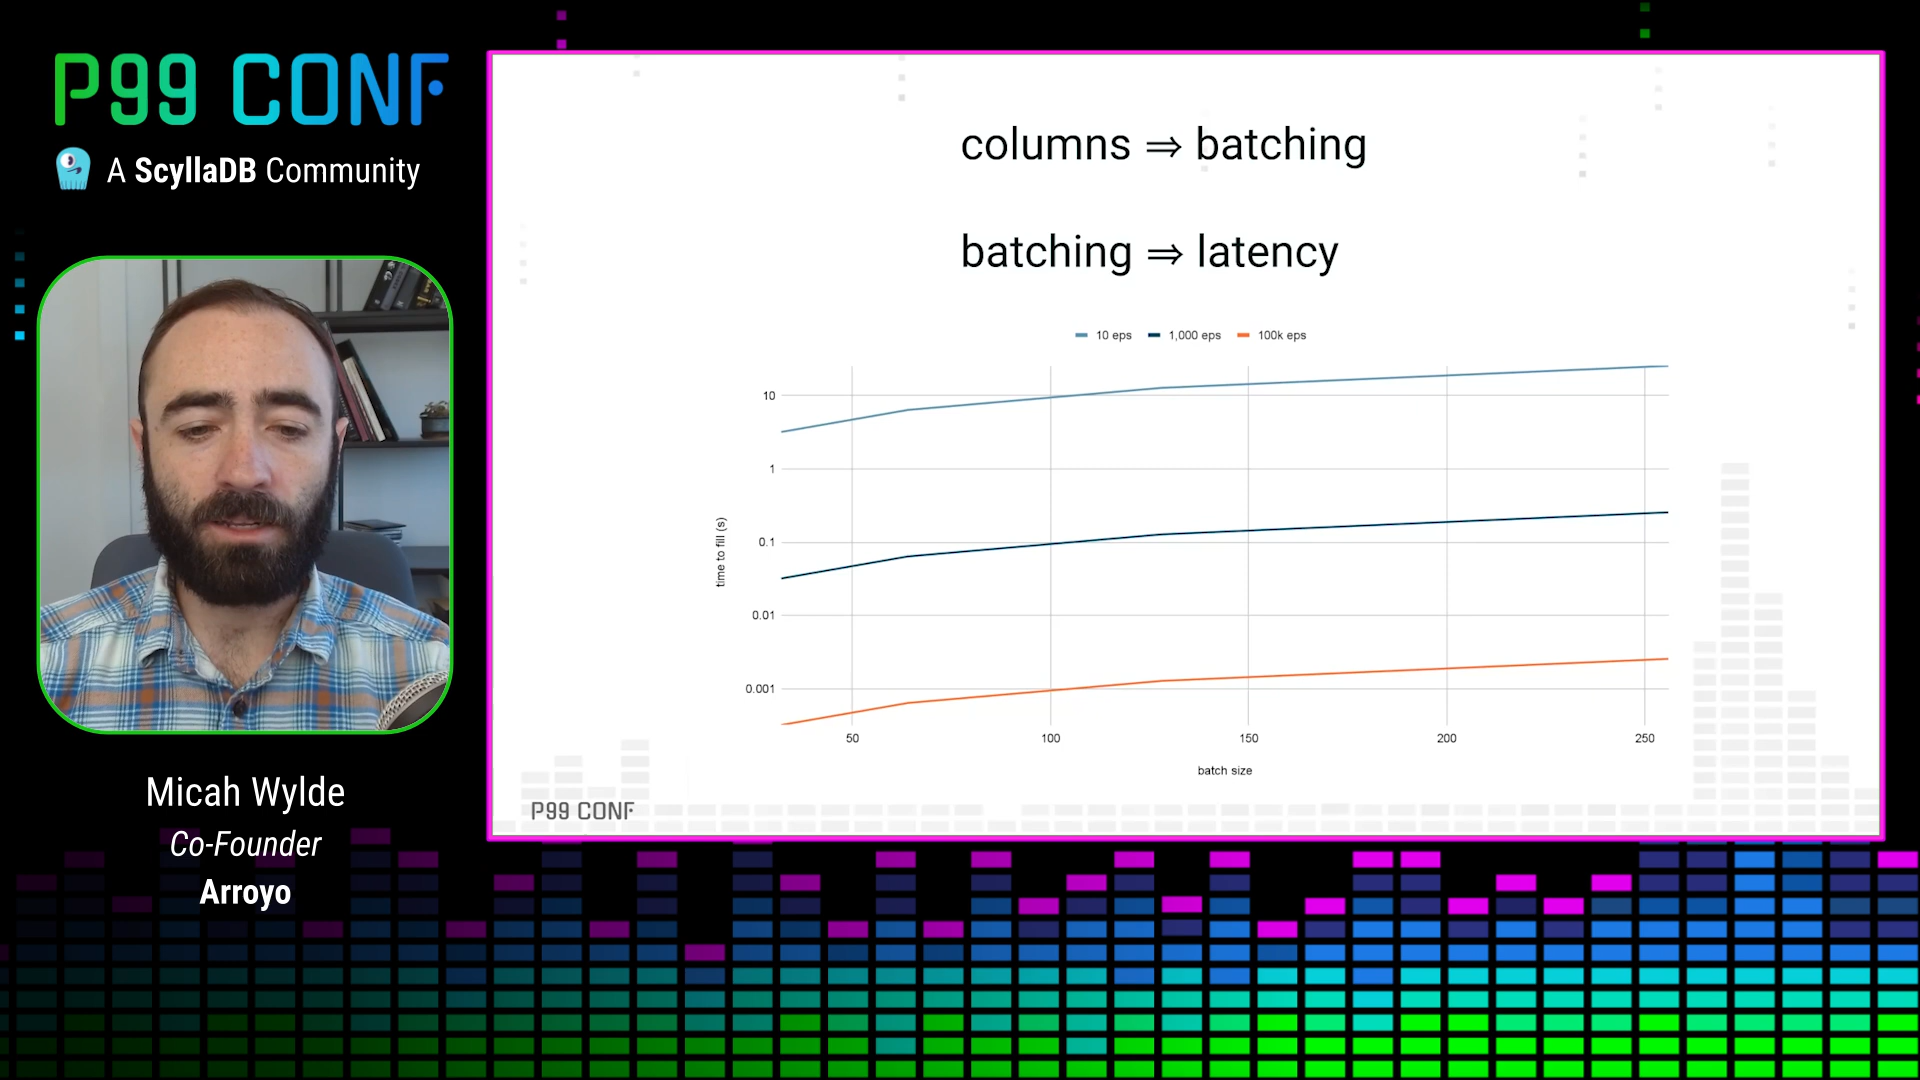 P99 CONF
A ScyllaDB Community
Micah Wylde
Co-Founder
Arroyo
columns ⇒ batching
batching ⇒ latency
10 eps 1,000 eps 100k eps
time to fill (s)
10
1
0.1
0.01
0.001
50 100 150 200 250
batch size
P99 CONF